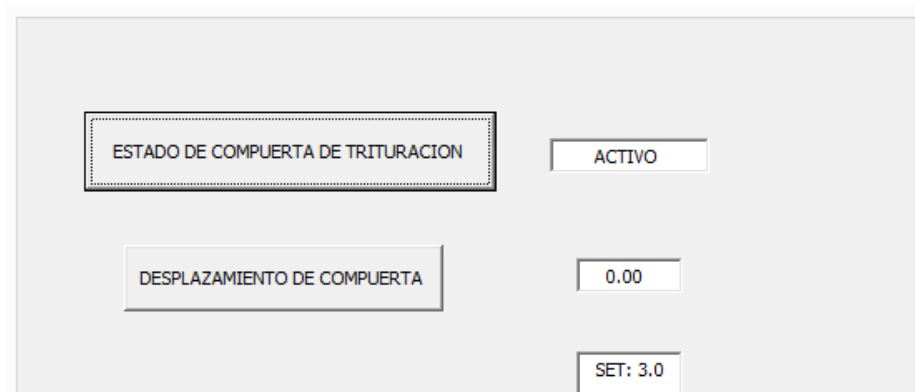 ESTADO DE COMPUERTA DE TRITURACION
ACTIVO
DESPLAZAMIENTO DE COMPUERTA
0.00
SET: 3.0